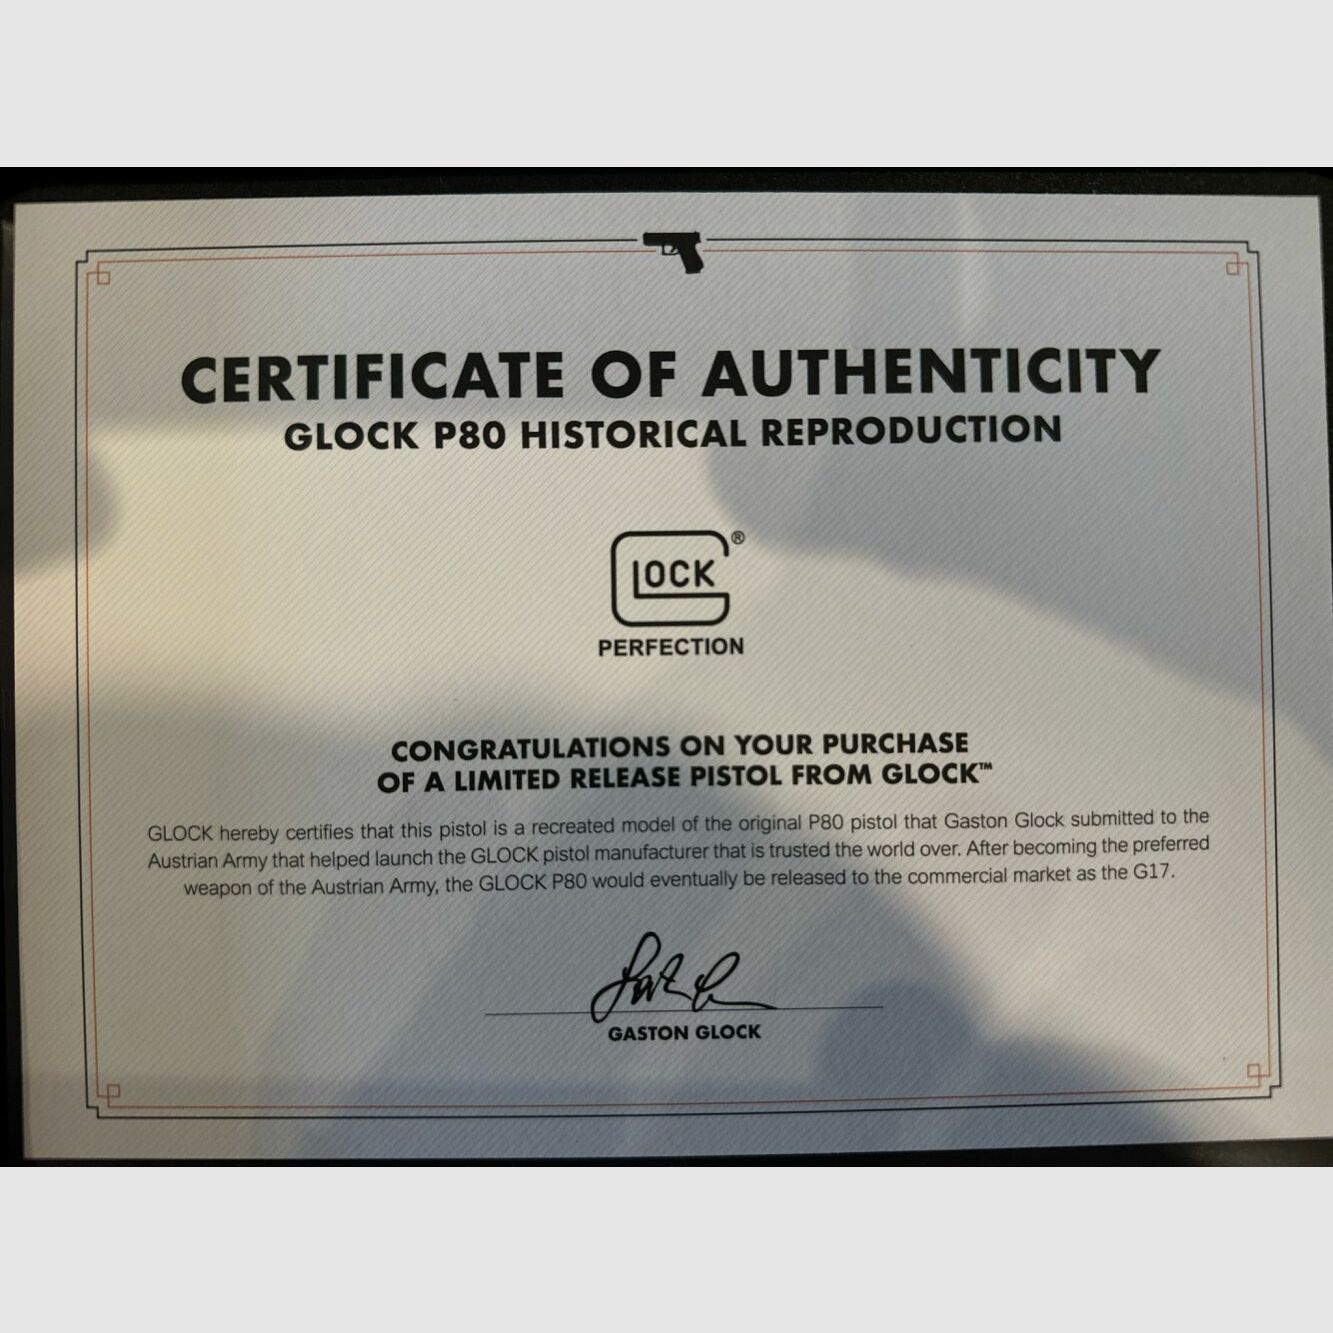 CERTIFICATE OF AUTHENTICITY
GLOCK P80 HISTORICAL REPRODUCTION
GLOCK®
PERFECTION
CONGRATULATIONS ON YOUR PURCHASE
OF A LIMITED RELEASE PISTOL FROM GLOCK™
GLOCK hereby certifies that this pistol is a recreated model of the original P80 pistol that Gaston Glock submitted to the
Austrian Army that helped launch the GLOCK pistol manufacturer that is trusted the world over. After becoming the preferred
weapon of the Austrian Army, the GLOCK P80 would eventually be released to the commercial market as the G17.
GASTON GLOCK